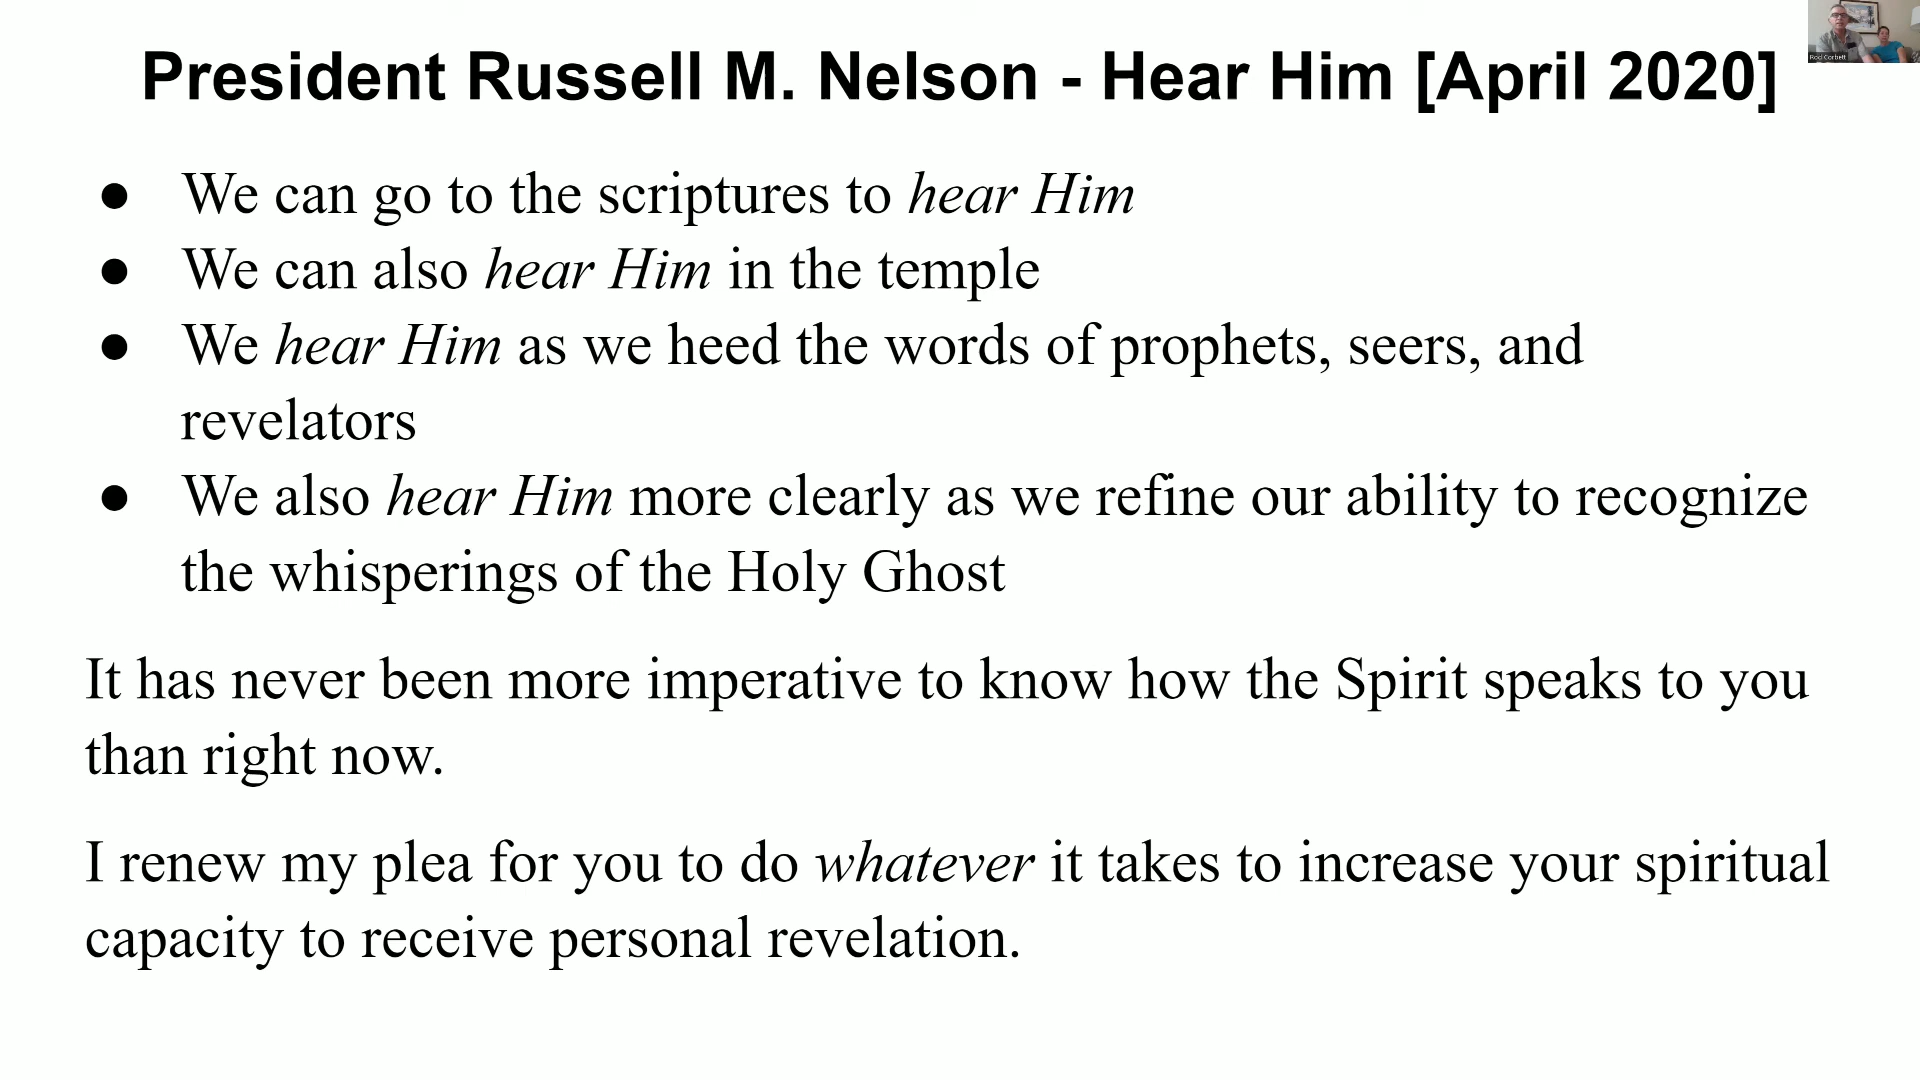 President Russell M. Nelson - Hear Him [April 2020]
Rod Corbett
● We can go to the scriptures to hear Him
● We can also hear Him in the temple
● We hear Him as we heed the words of prophets, seers, and
revelators
● We also hear Him more clearly as we refine our ability to recognize
the whisperings of the Holy Ghost
It has never been more imperative to know how the Spirit speaks to you
than right now.
I renew my plea for you to do whatever it takes to increase your spiritual
capacity to receive personal revelation.